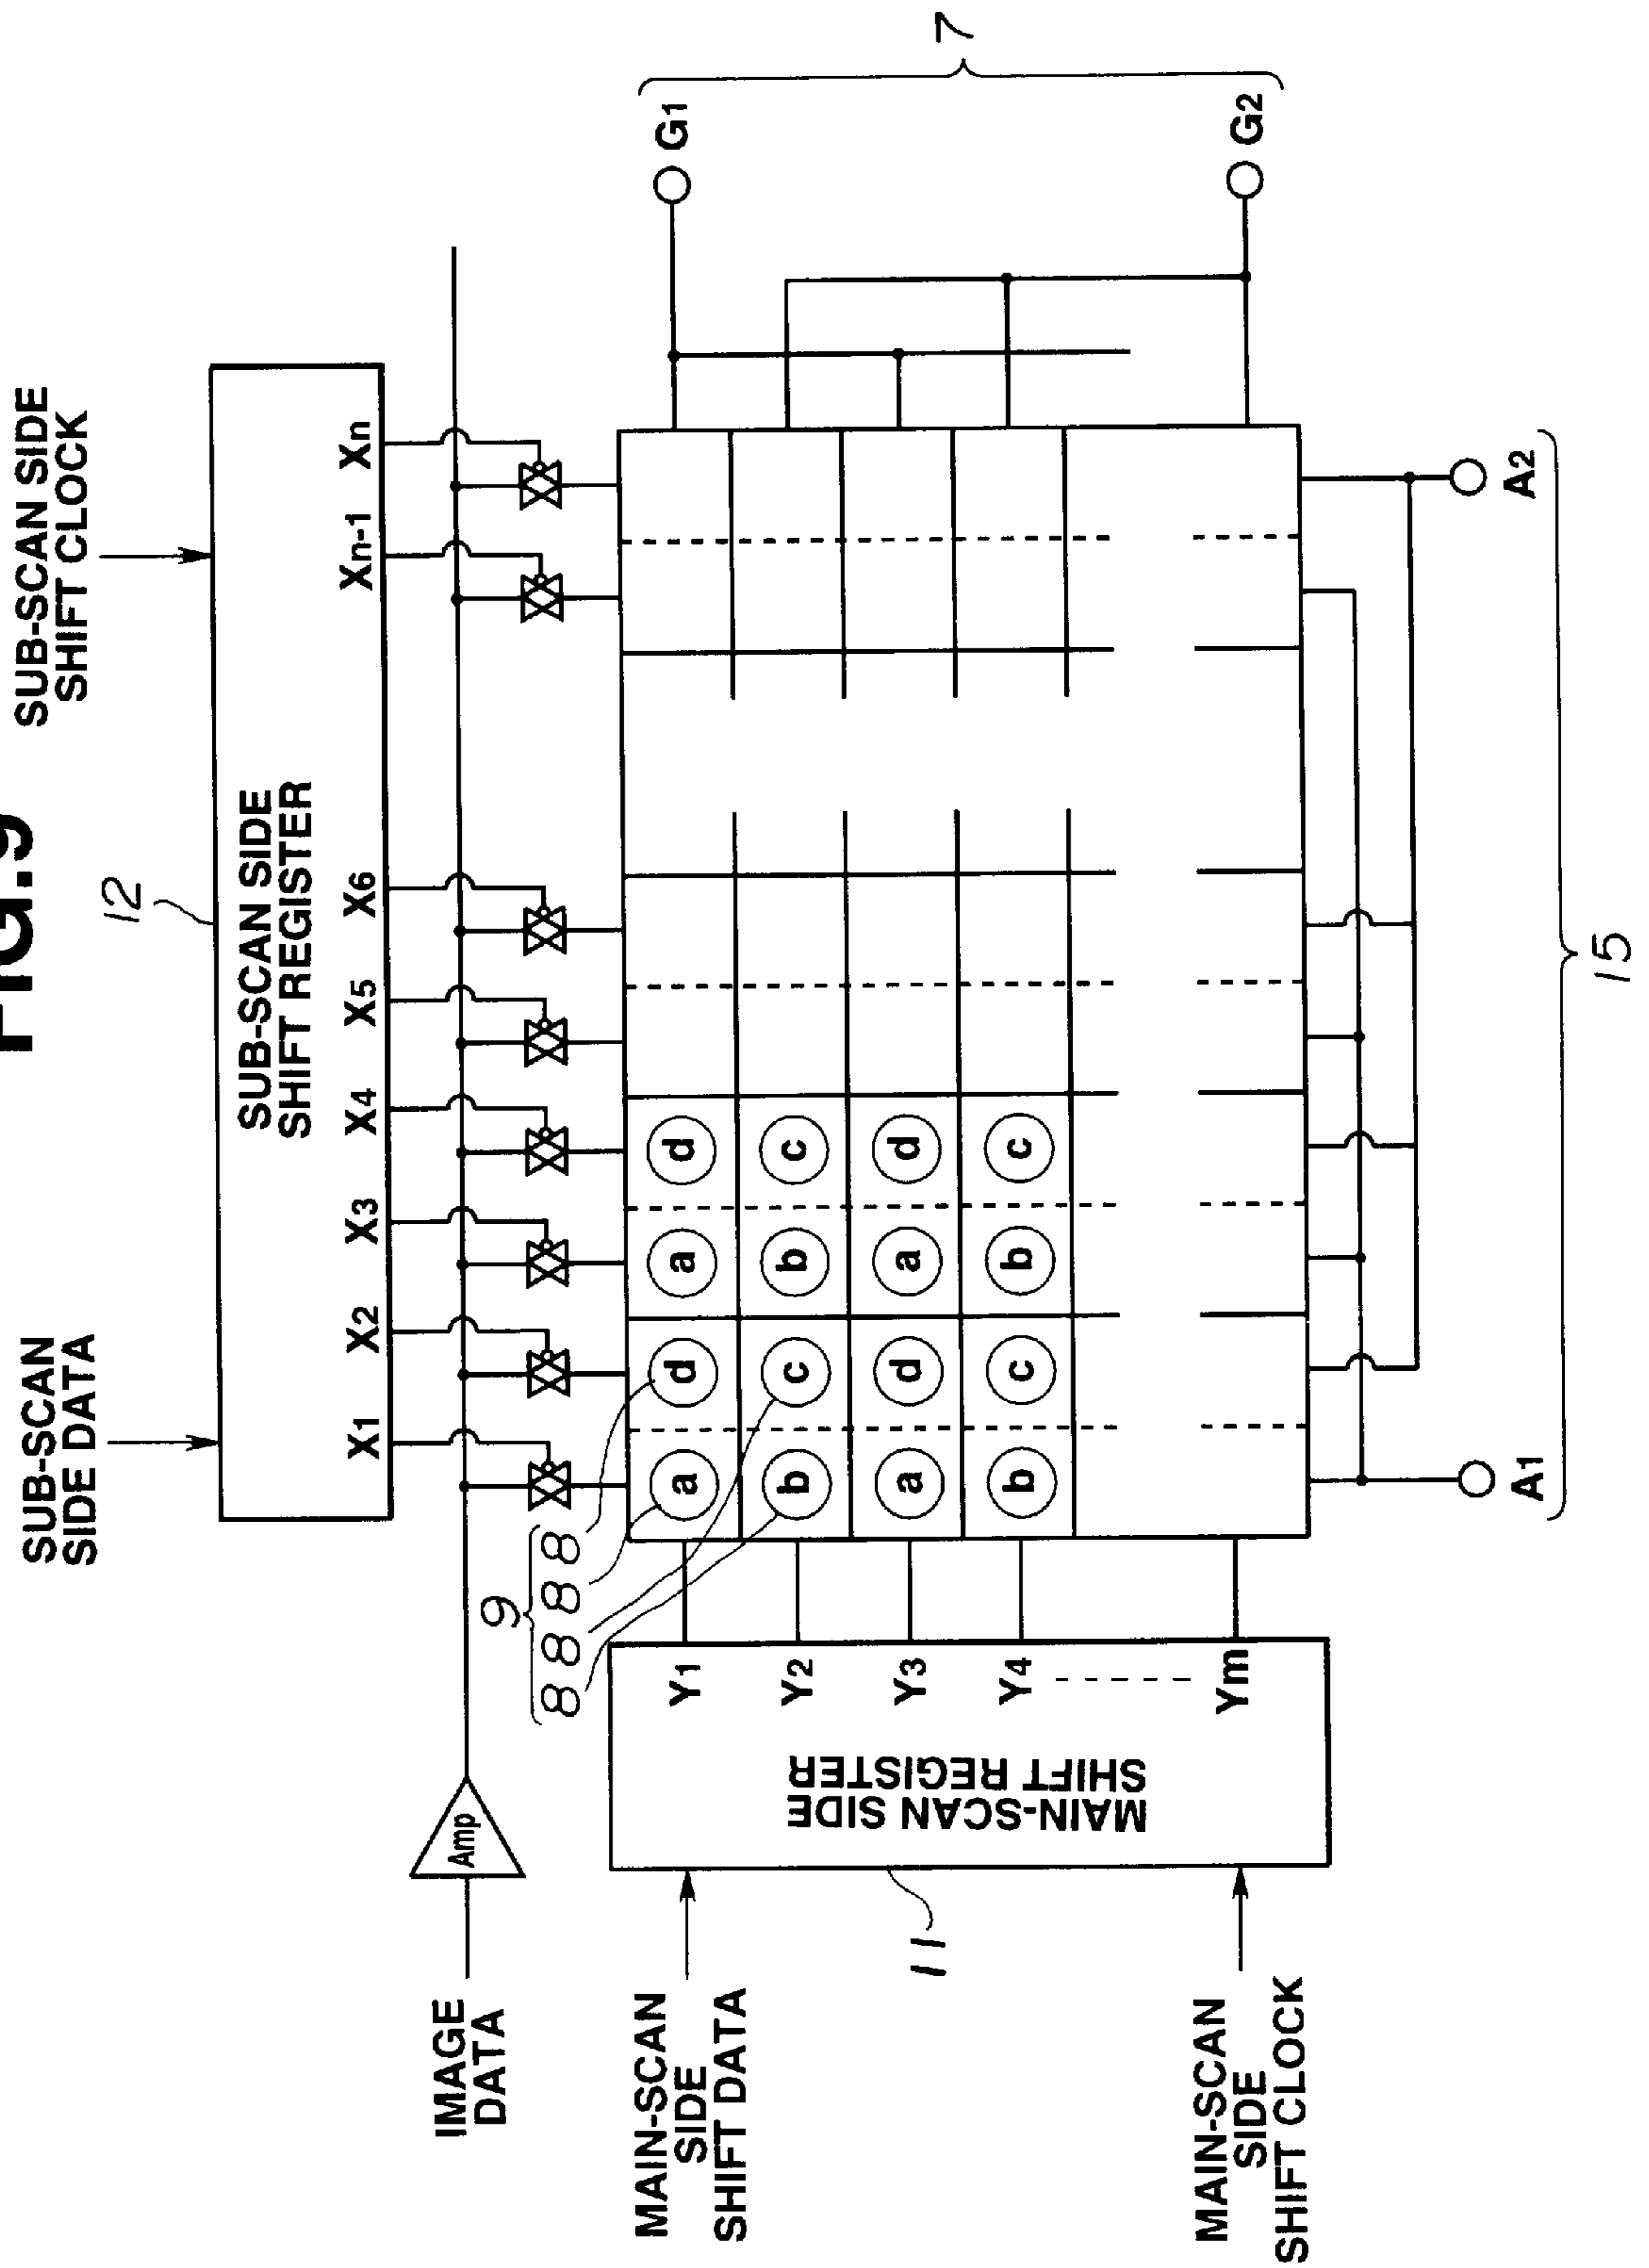 FIG.9
SUB-SCAN
SIDE DATA
SUB-SCAN SIDE
SHIFT CLOCK
12
SUB-SCAN SIDE
SHIFT REGISTER
X1 X2 X3 X4 X5 X6 Xn-1 Xn
IMAGE
DATA
Amp
9
8 8 8 8
MAIN-SCAN
SIDE
SHIFT DATA
MAIN-SCAN
SIDE
SHIFT CLOCK
11
MAIN-SCAN SIDE
SHIFT REGISTER
Y1
Y2
Y3
Y4
Ym
a d a d
b c b c
a d a d
b c b c
G1
G2
7
A1 A2
15